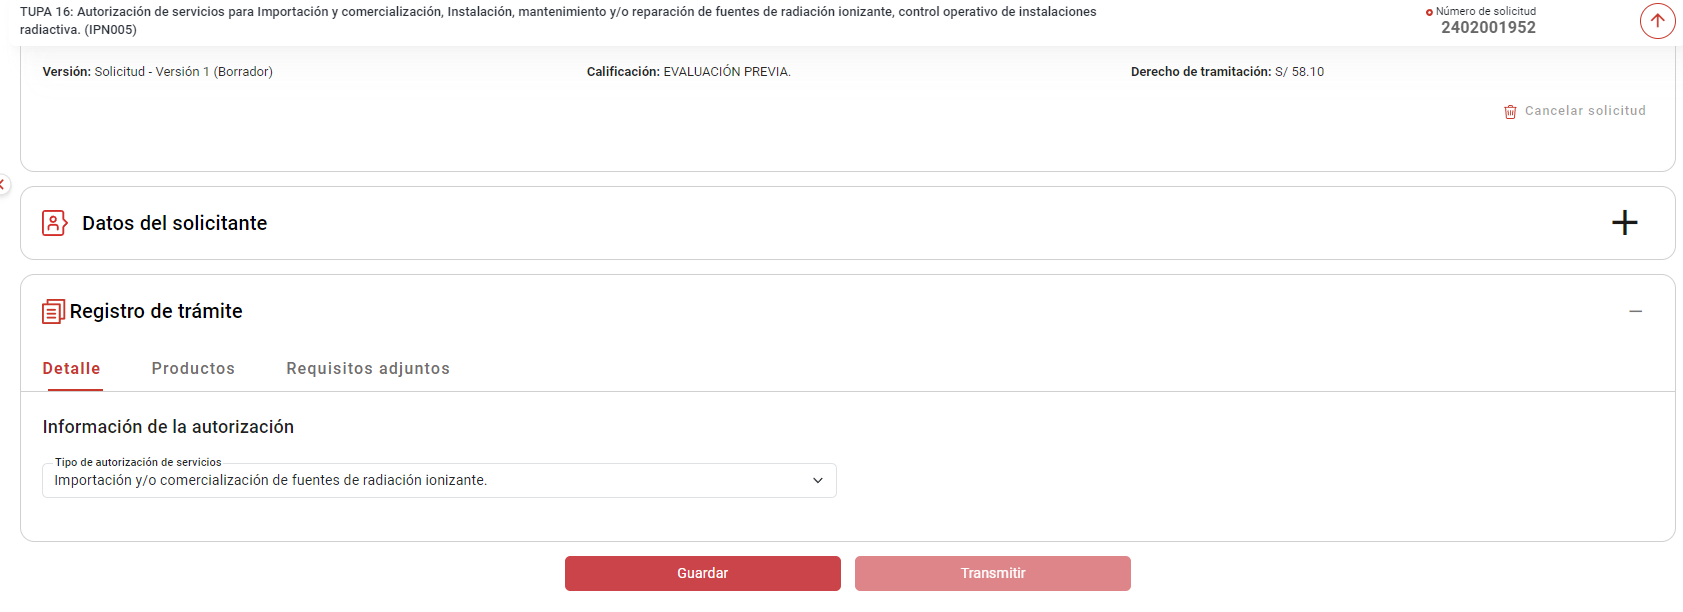 TUPA 16: Autorización de servicios para Importación y comercialización, Instalación, mantenimiento y/o reparación de fuentes de radiación ionizante, control operativo de instalaciones
radiactiva. (IPN005)
Número de solicitud
2402001952
Versión: Solicitud - Versión 1 (Borrador)
Calificación: EVALUACIÓN PREVIA.
Derecho de tramitación: S/ 58.10
Cancelar solicitud
Datos del solicitante
Registro de trámite
Detalle
Productos
Requisitos adjuntos
Información de la autorización
Tipo de autorización de servicios
Importación y/o comercialización de fuentes de radiación ionizante.
Guardar
Transmitir